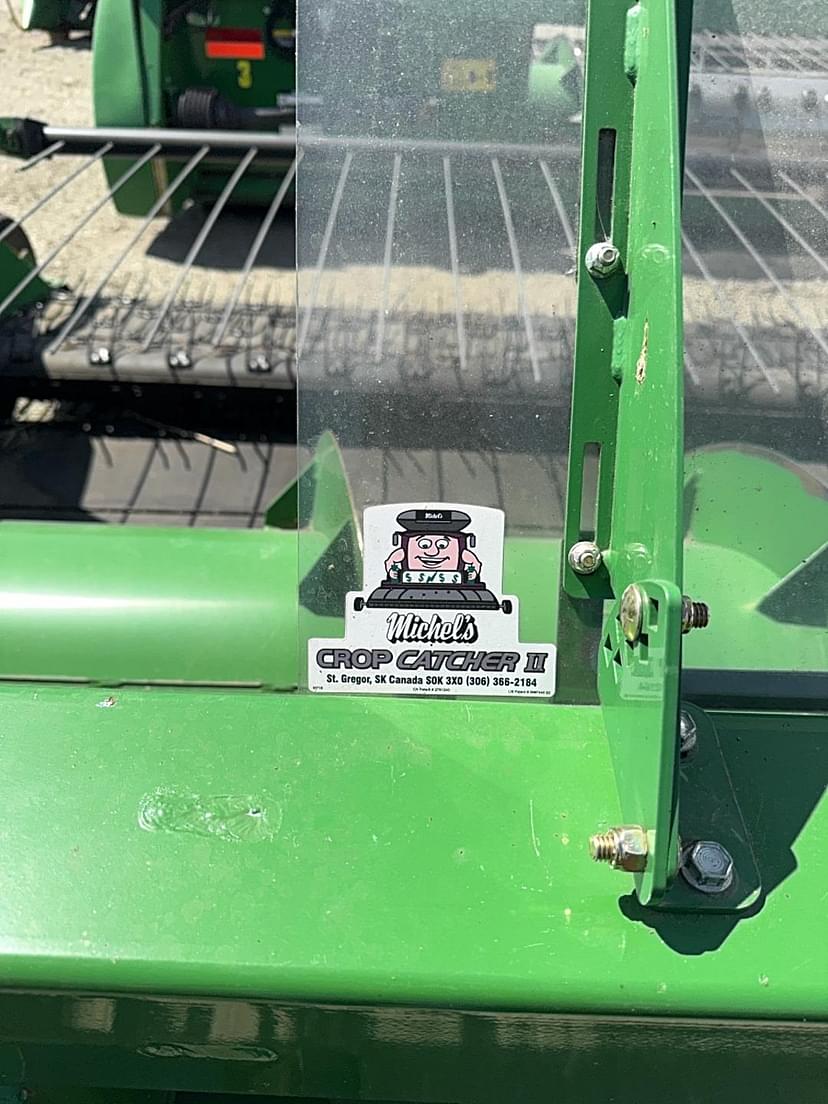 3
Michel's
$ $ N $ $
Michel's
CROP CATCHER II
St. Gregor, SK Canada S0K 3X0 (306) 366-2184